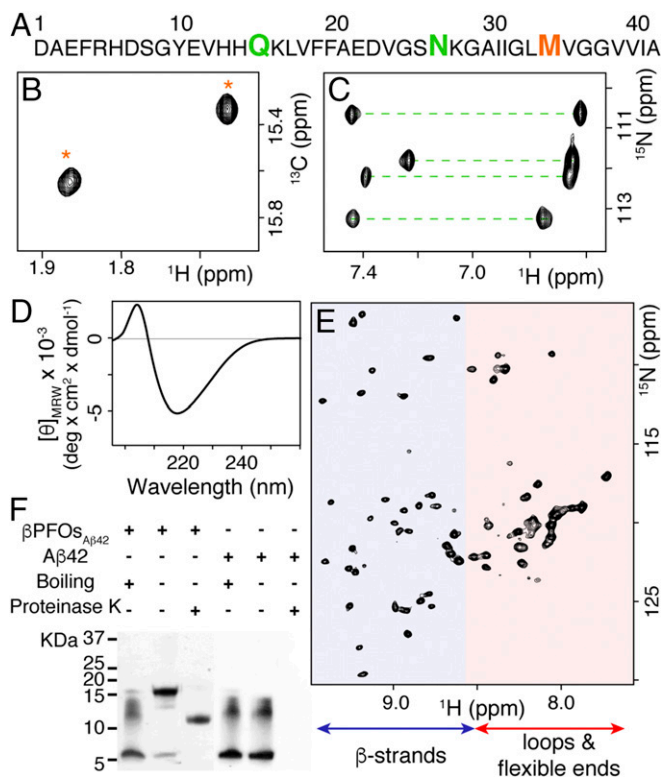 A
1 10 20 30 40
DAEFRHDSGYEVHHQKLVFFAEDVGSNKGAIIGLMVGGVVIA
B
* *
15.4
15.8
13C (ppm)
1.9 1.8
1H (ppm)
C
111
113
15N (ppm)
7.4 7.0 1H (ppm)
D
[θ]MRW x 10-3
(deg x cm2 x dmol-1)
0
-5
220 240
Wavelength (nm)
E
15N (ppm)
115
125
9.0 1H (ppm) 8.0
β-strands
loops &
flexible ends
F
βPFOsAβ42 + + + - - -
Aβ42 - - - + + +
Boiling + - - + - -
Proteinase K - - + - - +
KDa
37
25
20
15
10
5